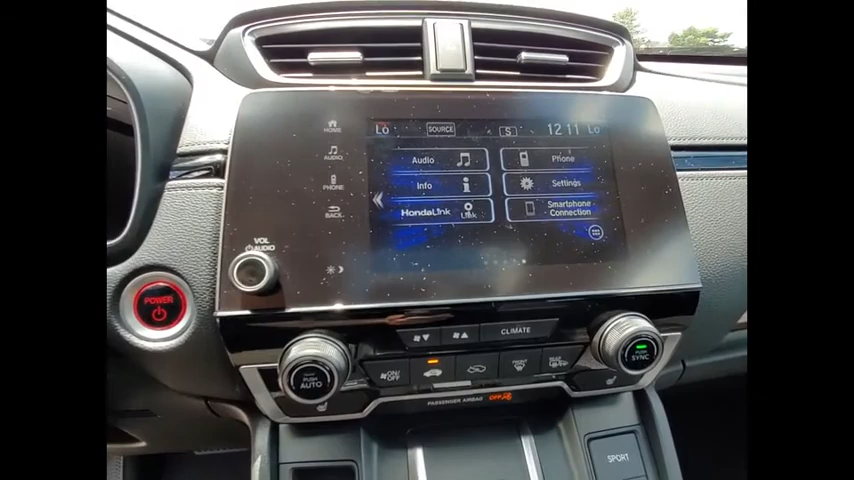 HOME
Lo
SOURCE
S
12:11
Lo
AUDIO
Audio
Phone
PHONE
Info
Settings
BACK
HondaLink
Link
Smartphone
Connection
VOL
AUDIO
POWER
CLIMATE
PUSH
AUTO
PUSH
SYNC
ON/
OFF
FRONT
REAR
PASSENGER AIRBAG
OFF
SPORT